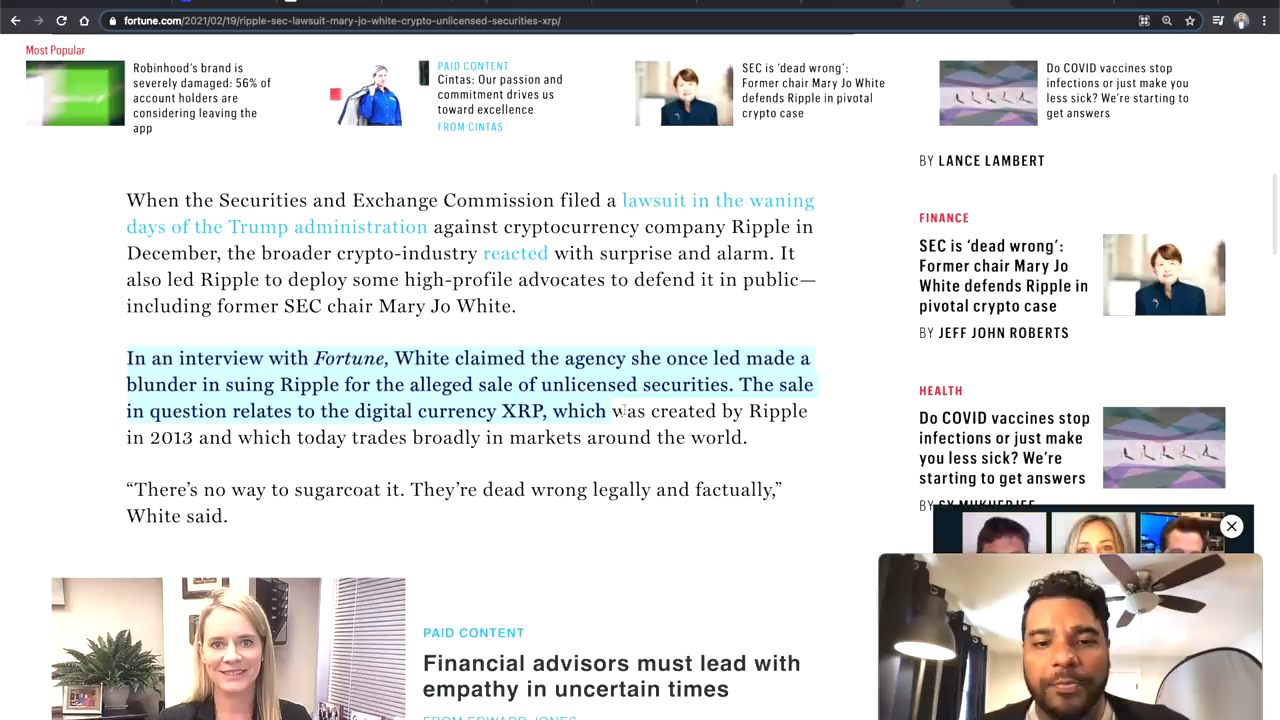 fortune.com/2021/02/19/ripple-sec-lawsuit-mary-jo-white-crypto-unlicensed-securities-xrp/
Most Popular
Robinhood's brand is
severely damaged: 56% of
account holders are
considering leaving the
app
PAID CONTENT
Cintas: Our passion and
commitment drives us
toward excellence
FROM CINTAS
SEC is 'dead wrong':
Former chair Mary Jo White
defends Ripple in pivotal
crypto case
Do COVID vaccines stop
infections or just make you
less sick? We're starting to
get answers
When the Securities and Exchange Commission filed a lawsuit in the waning
days of the Trump administration against cryptocurrency company Ripple in
December, the broader crypto-industry reacted with surprise and alarm. It
also led Ripple to deploy some high-profile advocates to defend it in public—
including former SEC chair Mary Jo White.
In an interview with Fortune, White claimed the agency she once led made a
blunder in suing Ripple for the alleged sale of unlicensed securities. The sale
in question relates to the digital currency XRP, which was created by Ripple
in 2013 and which today trades broadly in markets around the world.
“There’s no way to sugarcoat it. They’re dead wrong legally and factually,”
White said.
PAID CONTENT
Financial advisors must lead with
empathy in uncertain times
FROM EDWARD JONES
BY LANCE LAMBERT
FINANCE
SEC is ‘dead wrong’:
Former chair Mary Jo
White defends Ripple in
pivotal crypto case
BY JEFF JOHN ROBERTS
HEALTH
Do COVID vaccines stop
infections or just make
you less sick? We’re
starting to get answers
BY SY MUKHERJEE